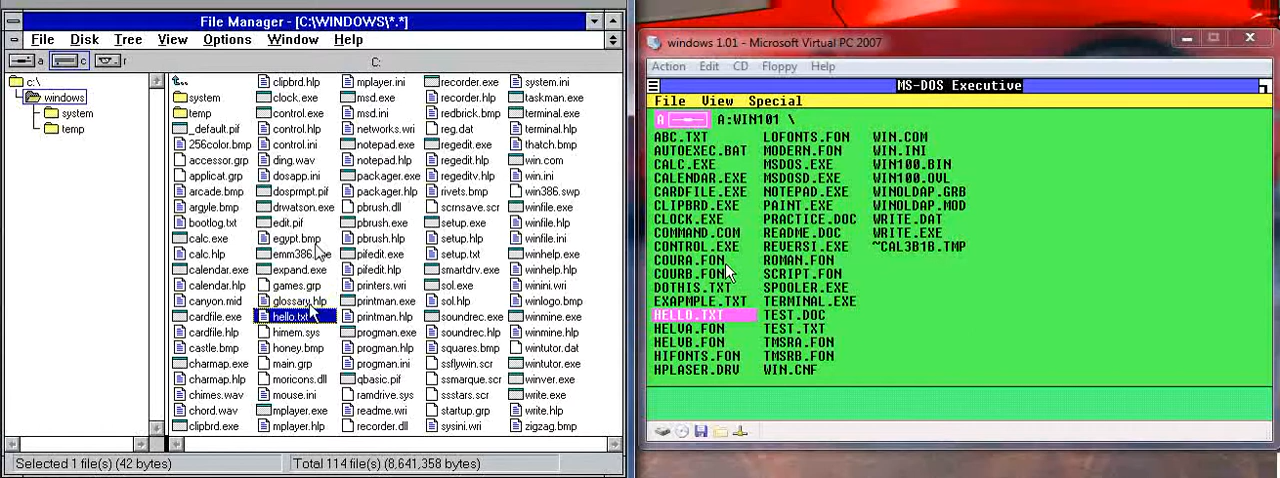 File Manager - [C:\WINDOWS\*.*]
File Disk Tree View Options Window Help
a c r C:
c:\
windows
system
temp
system
temp
_default.pif
256color.bmp
accessor.grp
applicat.grp
arcade.bmp
argyle.bmp
bootlog.txt
calc.exe
calc.hlp
calendar.exe
calendar.hlp
canyon.mid
cardfile.exe
cardfile.hlp
castle.bmp
charmap.exe
charmap.hlp
chimes.wav
chord.wav
clipbrd.exe
clipbrd.hlp
clock.exe
control.exe
control.hlp
control.ini
ding.wav
dosapp.ini
dosprmpt.pif
drwatson.exe
edit.pif
egypt.bmp
emm386.exe
expand.exe
games.grp
glossary.hlp
hello.txt
himem.sys
honey.bmp
main.grp
moricons.dll
mouse.ini
mplayer.exe
mplayer.hlp
mplayer.ini
msd.exe
msd.ini
networks.wri
notepad.exe
notepad.hlp
packager.exe
packager.hlp
pbrush.dll
pbrush.exe
pbrush.hlp
pifedit.exe
pifedit.hlp
printers.wri
printman.exe
printman.hlp
progman.exe
progman.hlp
progman.ini
qbasic.pif
ramdrive.sys
readme.wri
recorder.dll
recorder.exe
recorder.hlp
redbrick.bmp
reg.dat
regedit.exe
regedit.hlp
regeditv.hlp
rivets.bmp
scrnsave.scr
setup.exe
setup.hlp
setup.txt
smartdrv.exe
sol.exe
sol.hlp
soundrec.exe
soundrec.hlp
squares.bmp
ssflywin.scr
ssmarque.scr
ssstars.scr
startup.grp
sysini.wri
system.ini
taskman.exe
terminal.exe
terminal.hlp
thatch.bmp
win.com
win.ini
win386.swp
winfile.exe
winfile.hlp
winfile.ini
winhelp.exe
winhelp.hlp
winlogo.bmp
wintutor.dat
wintutor.exe
winver.exe
write.exe
write.hlp
zigzag.bmp
Selected 1 file(s) (42 bytes) Total 114 file(s) (8,641,358 bytes)
windows 1.01 - Microsoft Virtual PC 2007
Action Edit CD Floppy Help
MS-DOS Executive
File View Special
A A:WIN101 \
ABC.TXT LOFONTS.FON WIN.COM
AUTOEXEC.BAT MODERN.FON WIN.INI
CALC.EXE MSDOS.EXE WIN100.BIN
CALENDAR.EXE MSDOSD.EXE WIN100.OVL
CARDFILE.EXE NOTEPAD.EXE WINOLDAP.GRB
CLIPBRD.EXE PAINT.EXE WINOLDAP.MOD
CLOCK.EXE PRACTICE.DOC WRITE.DAT
COMMAND.COM README.DOC WRITE.EXE
CONTROL.EXE REVERSI.EXE ~CAL3B1B.TMP
COURA.FON ROMAN.FON
COURB.FON SCRIPT.FON
DOTHIS.TXT SPOOLER.EXE
EXAPMPLE.TXT TERMINAL.EXE
HELLO.TXT TEST.DOC
HELVA.FON TEST.TXT
HELVB.FON TMSRA.FON
HIFONTS.FON TMSRB.FON
HPLASER.DRV WIN.CNF